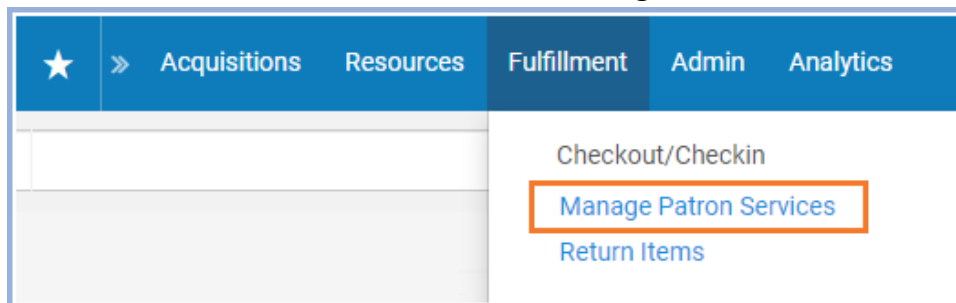 Acquisitions Resources Fulfillment Admin Analytics
Checkout/Checkin
Manage Patron Services
Return Items